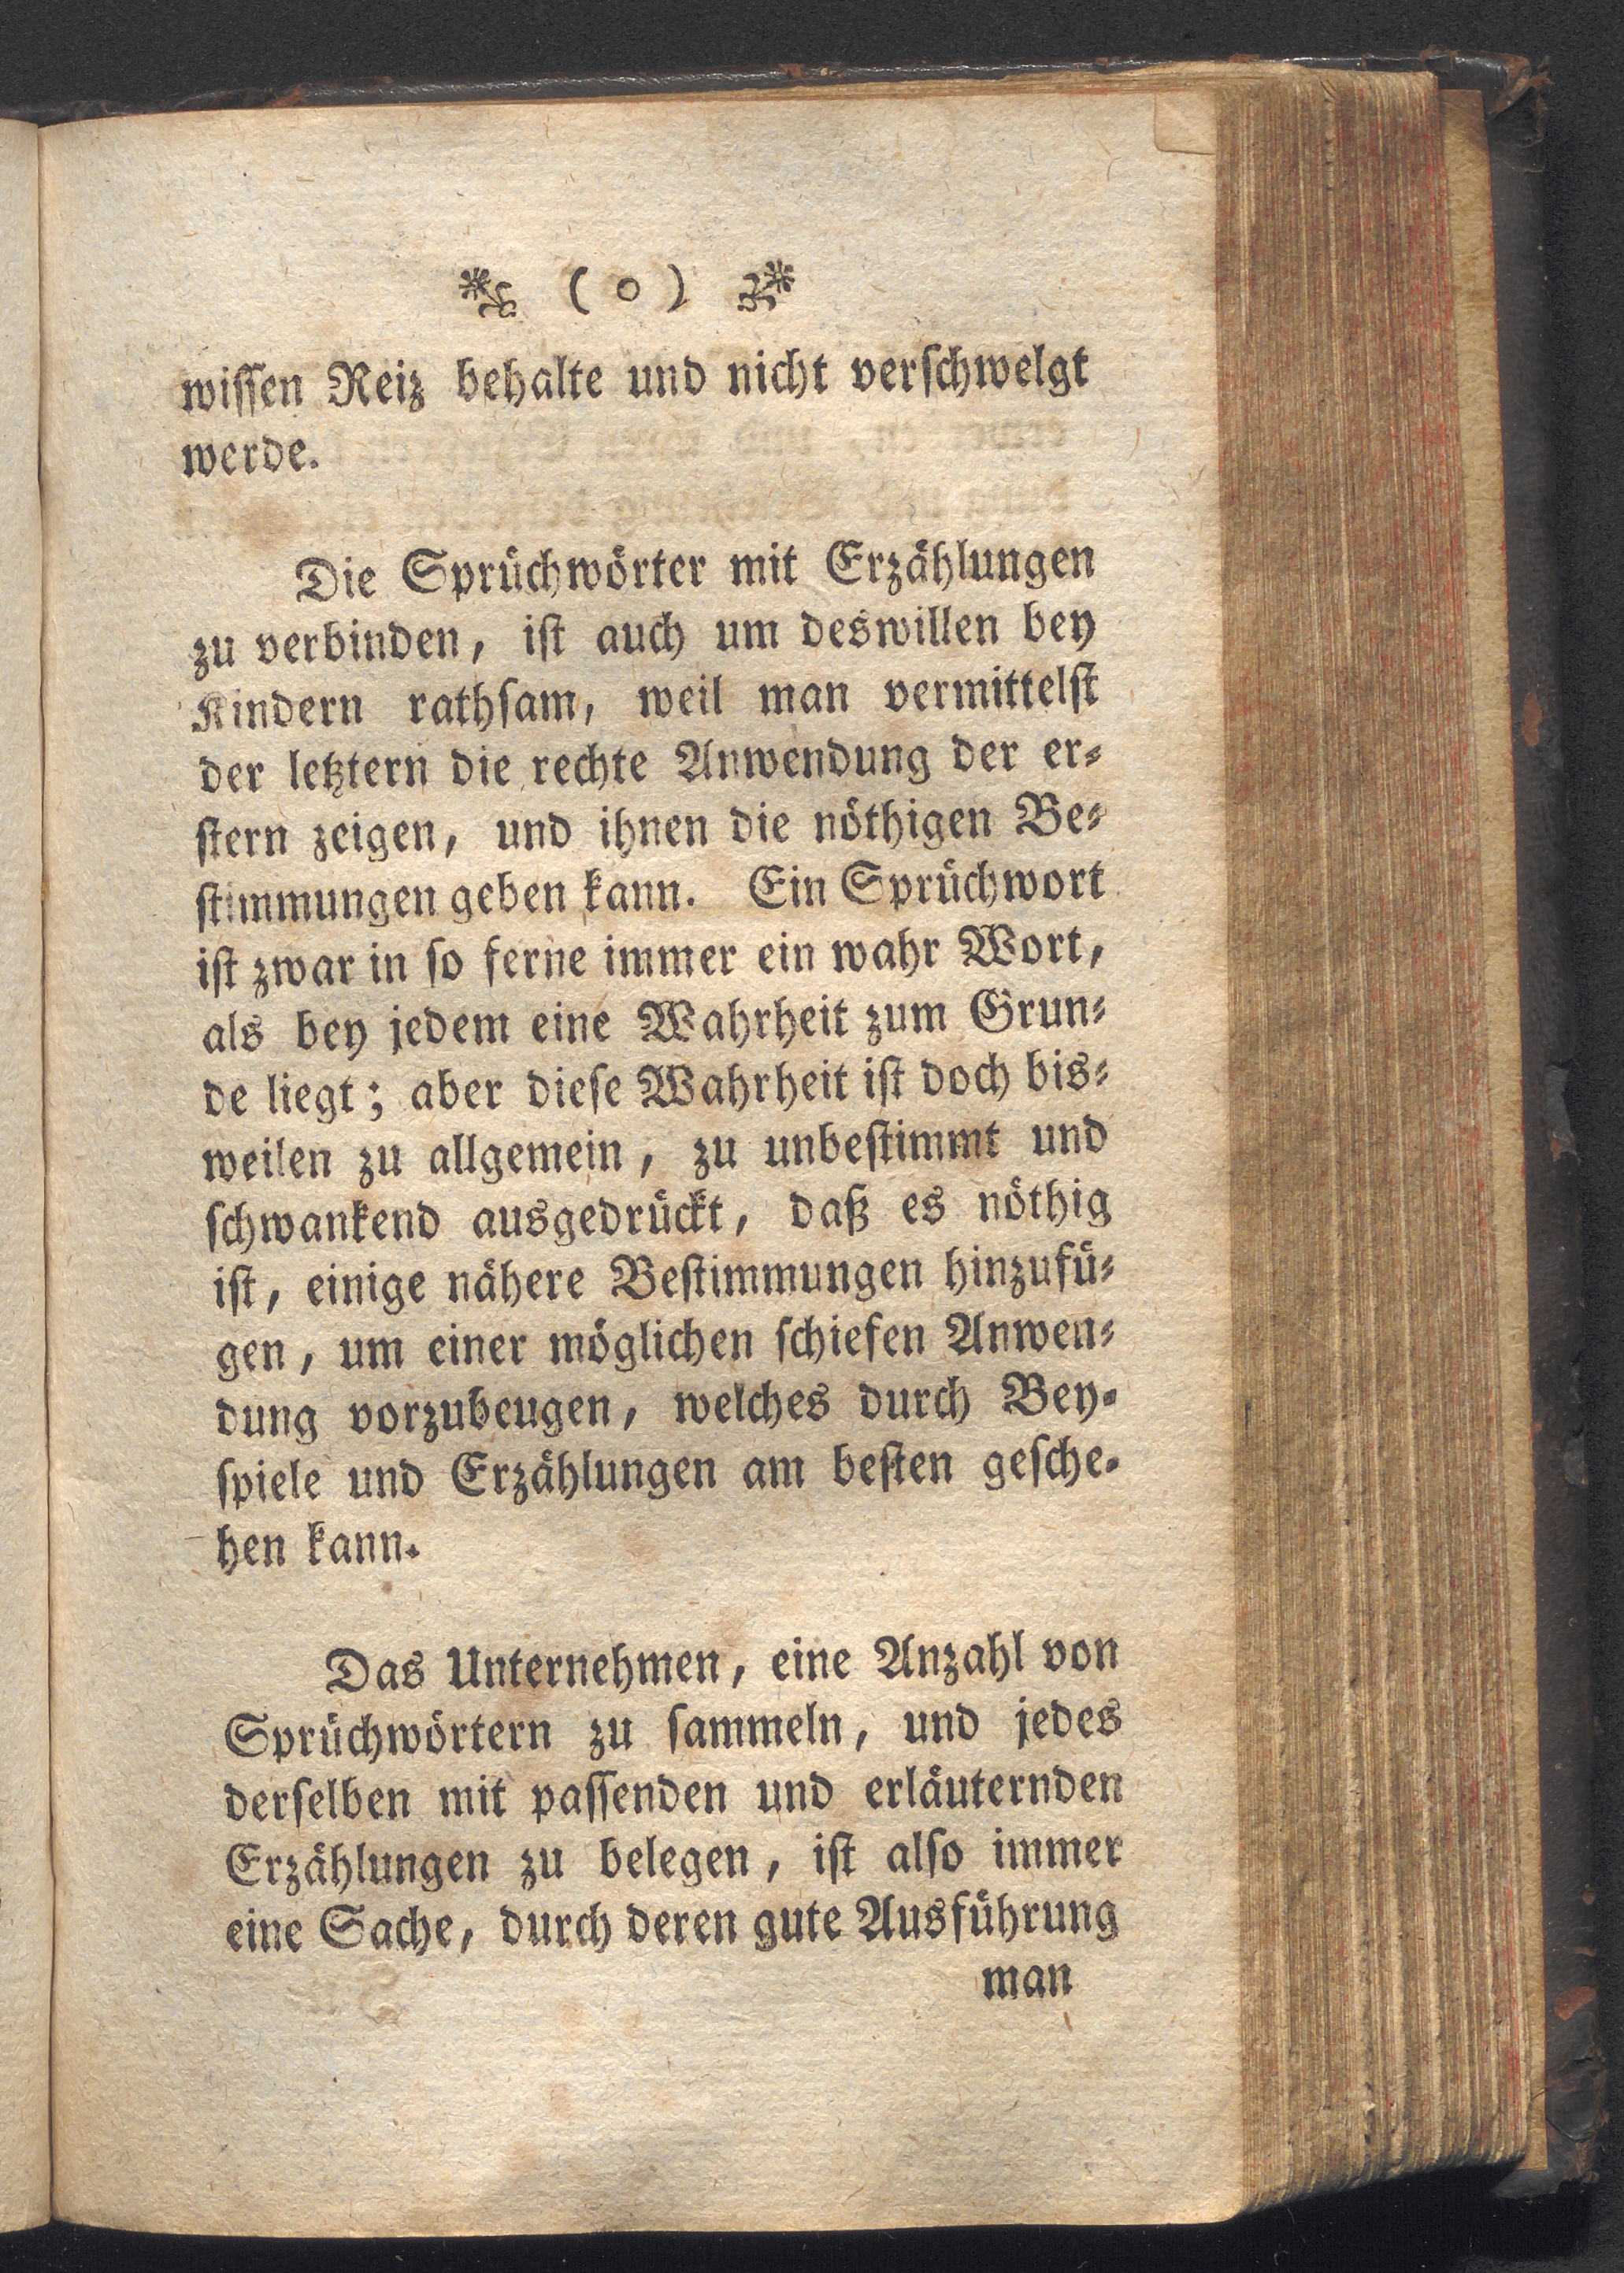 ( o )
wissen Reiz behalte und nicht verschwelgt
werde.
Die Sprüchwörter mit Erzählungen
zu verbinden, ist auch um deswillen bey
Kindern rathsam, weil man vermittelst
der letztern die rechte Anwendung der er-
stern zeigen, und ihnen die nöthigen Be-
stimmungen geben kann. Ein Sprüchwort
ist zwar in so ferne immer ein wahr Wort,
als bey jedem eine Wahrheit zum Grun-
de liegt; aber diese Wahrheit ist doch bis-
weilen zu allgemein, zu unbestimmt und
schwankend ausgedrückt, daß es nöthig
ist, einige nähere Bestimmungen hinzufü-
gen, um einer möglichen schiefen Anwen-
dung vorzubeugen, welches durch Bey-
spiele und Erzählungen am besten gesche-
hen kann.
Das Unternehmen, eine Anzahl von
Sprüchwörtern zu sammeln, und jedes
derselben mit passenden und erläuternden
Erzählungen zu belegen, ist also immer
eine Sache, durch deren gute Ausführung
man